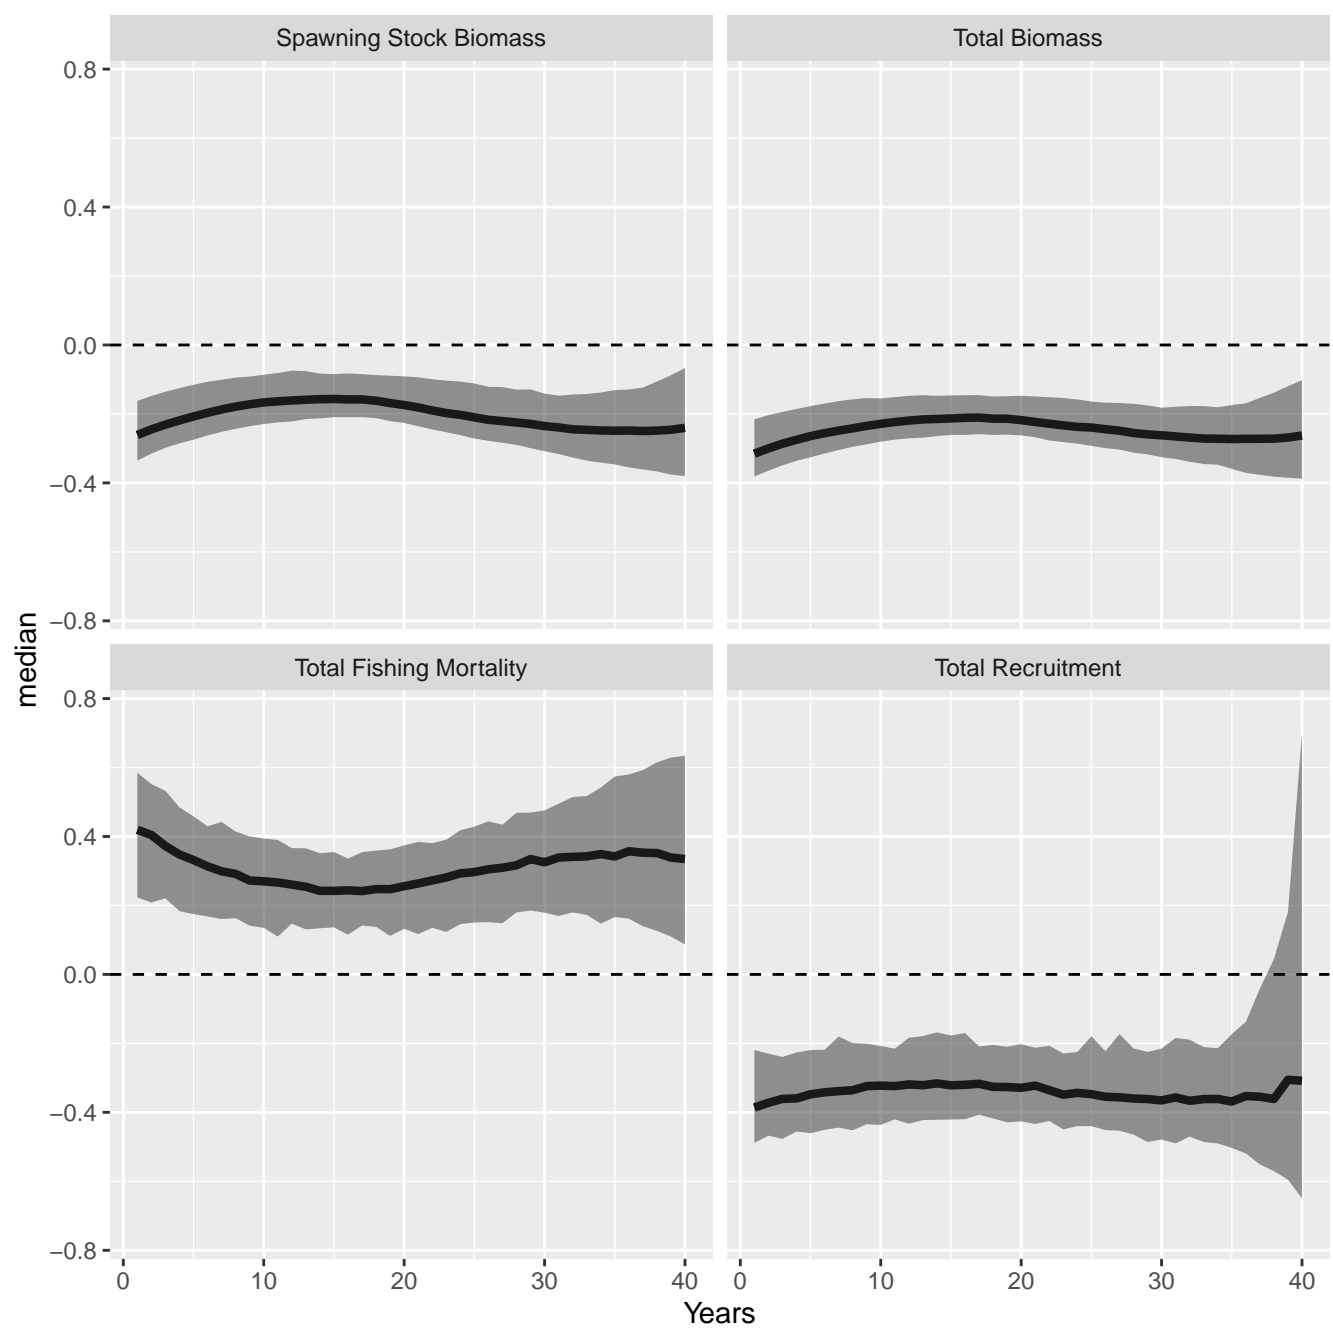 Spawning Stock Biomass
Total Biomass
0.8
0.4
0.0
−0.4
−0.8
median
Total Fishing Mortality
Total Recruitment
0.8
0.4
0.0
−0.4
−0.8
0 10 20 30 40
0 10 20 30 40
Years